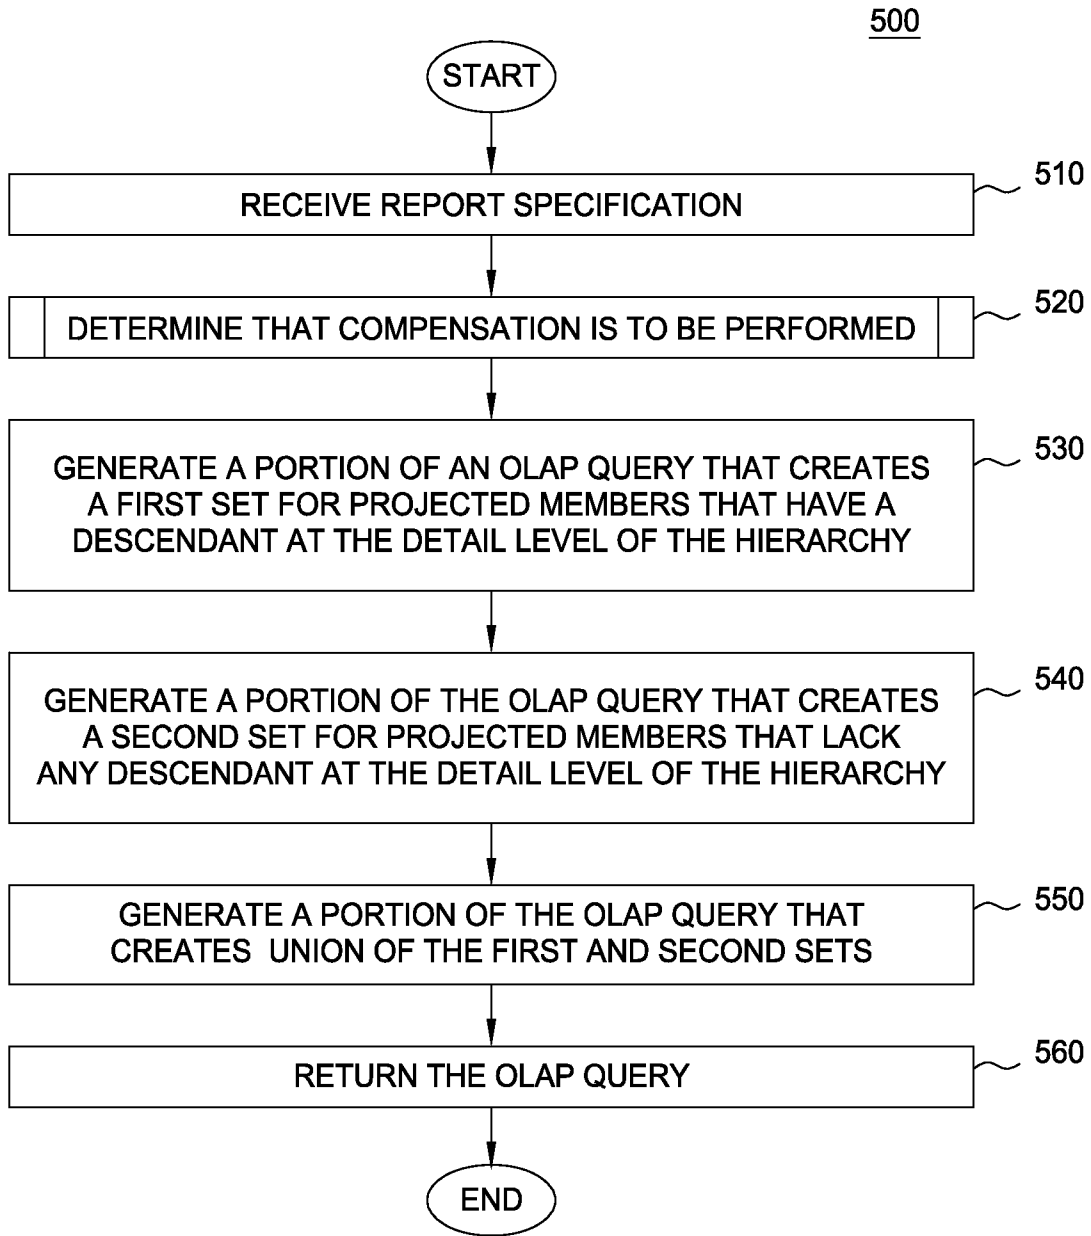 500
START
RECEIVE REPORT SPECIFICATION
510
DETERMINE THAT COMPENSATION IS TO BE PERFORMED
520
GENERATE A PORTION OF AN OLAP QUERY THAT CREATES
A FIRST SET FOR PROJECTED MEMBERS THAT HAVE A
DESCENDANT AT THE DETAIL LEVEL OF THE HIERARCHY
530
GENERATE A PORTION OF THE OLAP QUERY THAT CREATES
A SECOND SET FOR PROJECTED MEMBERS THAT LACK
ANY DESCENDANT AT THE DETAIL LEVEL OF THE HIERARCHY
540
GENERATE A PORTION OF THE OLAP QUERY THAT
CREATES UNION OF THE FIRST AND SECOND SETS
550
RETURN THE OLAP QUERY
560
END